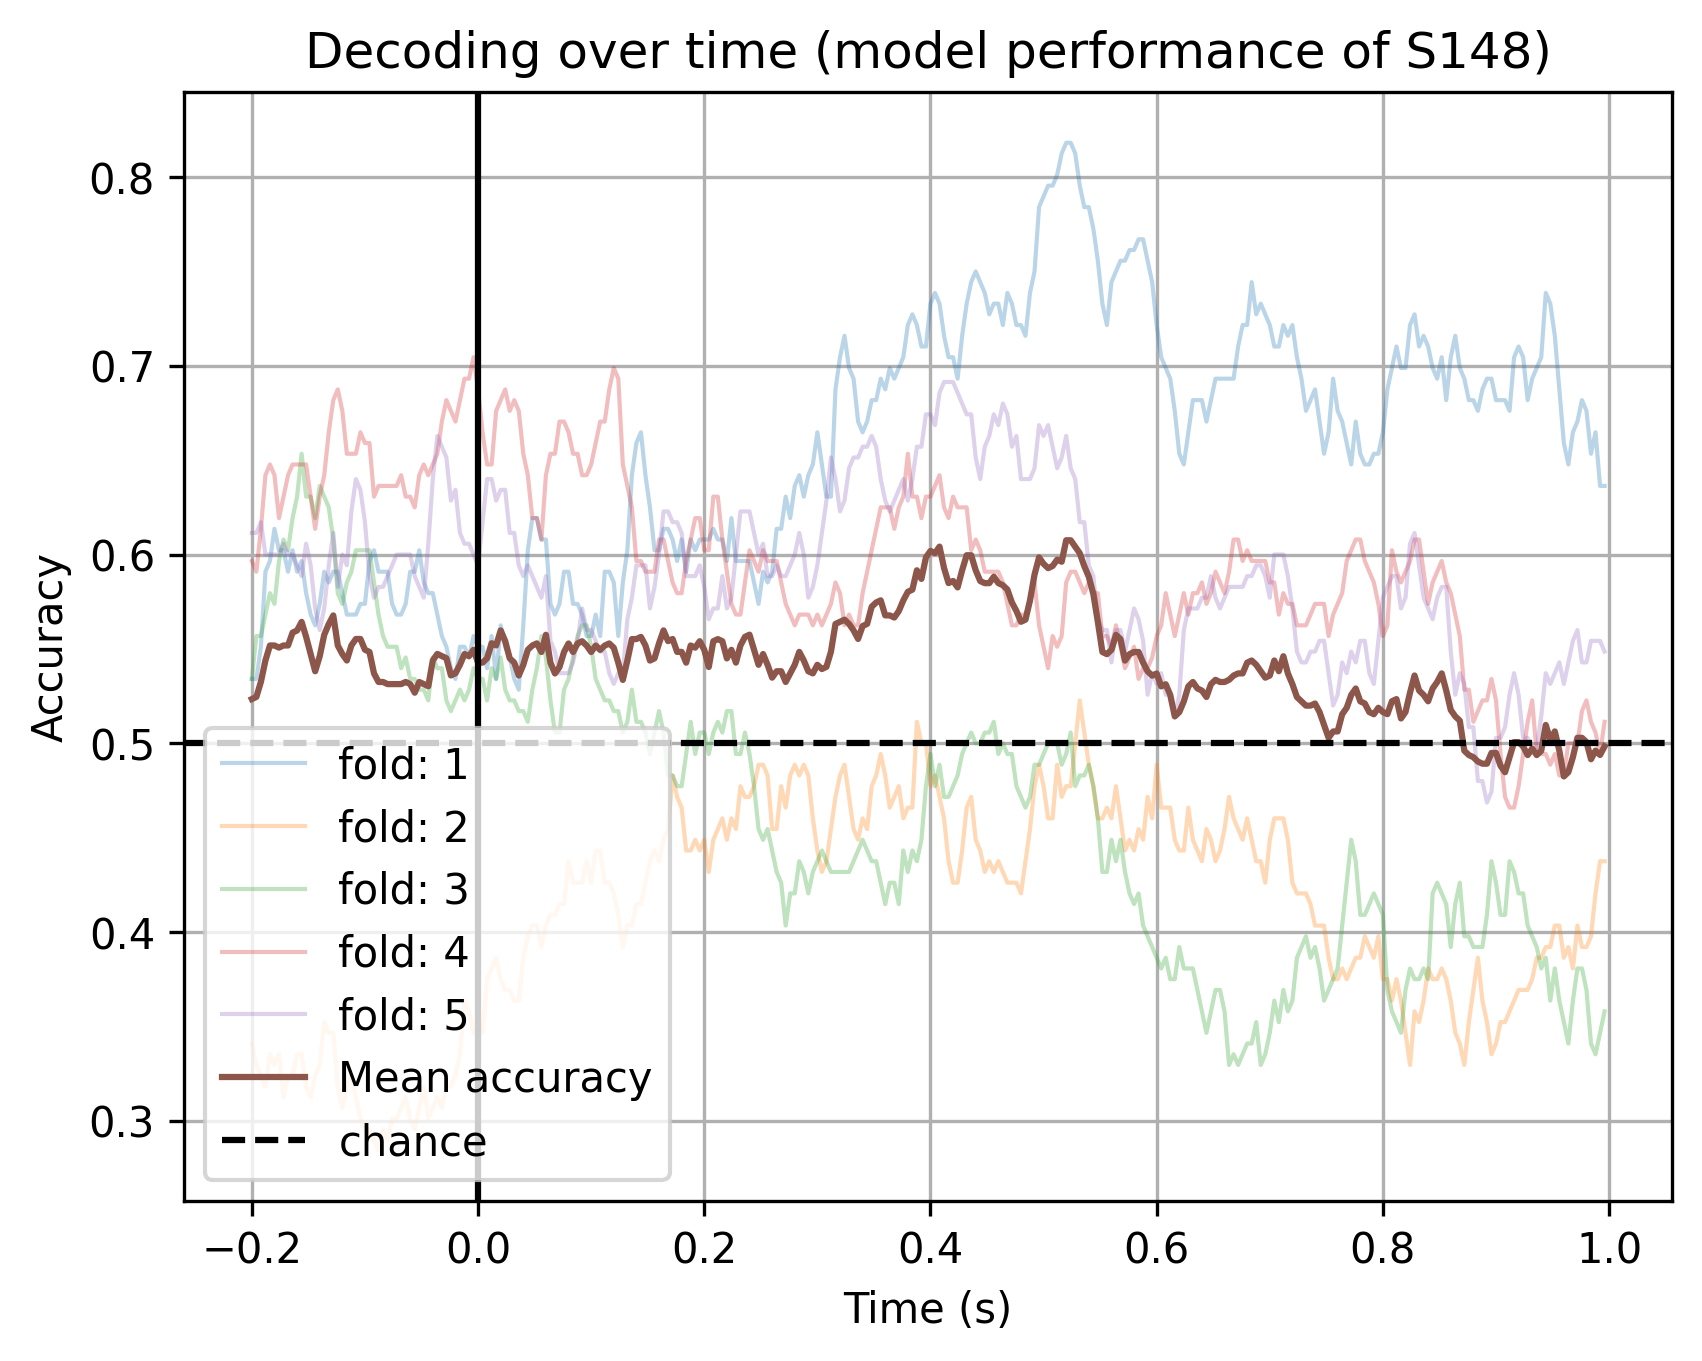 Decoding over time (model performance of S148)
Accuracy
0.8
0.7
0.6
0.5
0.4
0.3
fold: 1
fold: 2
fold: 3
fold: 4
fold: 5
Mean accuracy
chance
−0.2 0.0 0.2 0.4 0.6 0.8 1.0
Time (s)